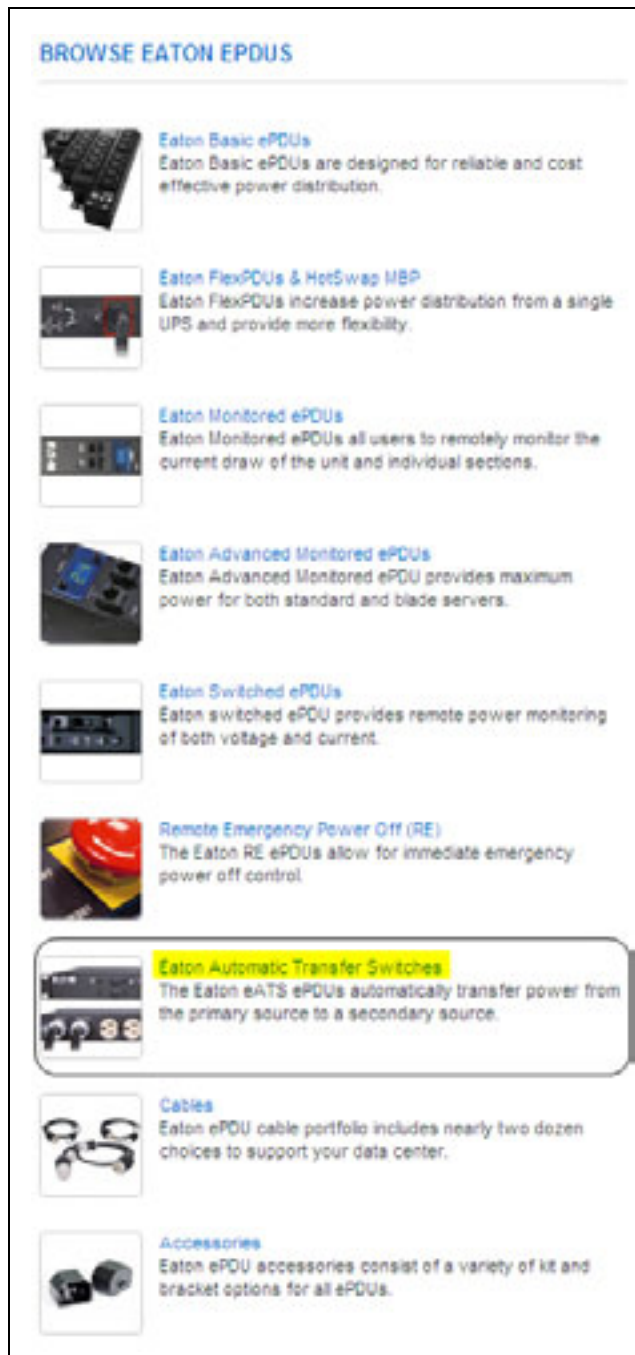 BROWSE EATON EPDUS
Eaton Basic ePDUs
Eaton Basic ePDUs are designed for reliable and cost
effective power distribution.
Eaton FlexPDUs & HotSwap MBP
Eaton FlexPDUs increase power distribution from a single
UPS and provide more flexibility.
Eaton Monitored ePDUs
Eaton Monitored ePDUs all users to remotely monitor the
current draw of the unit and individual sections.
Eaton Advanced Monitored ePDUs
Eaton Advanced Monitored ePDU provides maximum
power for both standard and blade servers.
Eaton Switched ePDUs
Eaton switched ePDU provides remote power monitoring
of both voltage and current.
Remote Emergency Power Off (RE)
The Eaton RE ePDUs allow for immediate emergency
power off control.
Eaton Automatic Transfer Switches
The Eaton eATS ePDUs automatically transfer power from
the primary source to a secondary source.
Cables
Eaton ePDU cable portfolio includes nearly two dozen
choices to support your data center.
Accessories
Eaton ePDU accessories consist of a variety of kit and
bracket options for all ePDUs.